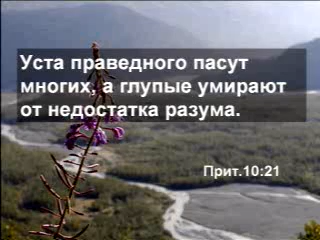 Уста праведного пасут
многих, а глупые умирают
от недостатка разума.
Прит.10:21